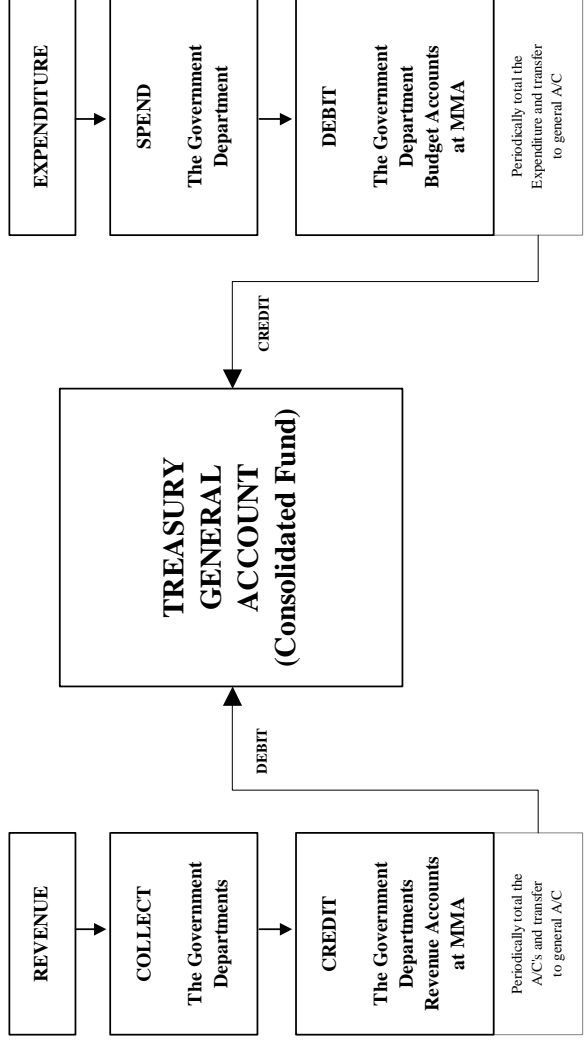 REVENUE
COLLECT
The Government
Departments
CREDIT
The Government
Departments
Revenue Accounts
at MMA
Periodically total the
A/C's and transfer
to general A/C
DEBIT
TREASURY
GENERAL
ACCOUNT
(Consolidated Fund)
CREDIT
EXPENDITURE
SPEND
The Government
Department
DEBIT
The Government
Department
Budget Accounts
at MMA
Periodically total the
Expenditure and transfer
to general A/C